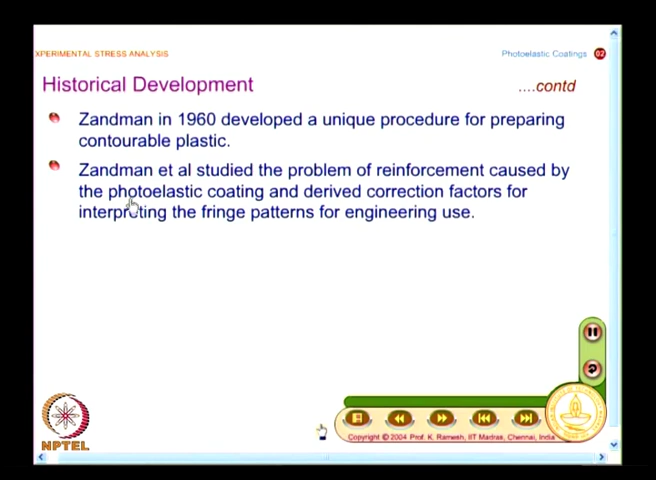 XPERIMENTAL STRESS ANALYSIS
Photoelastic Coatings 02
Historical Development
....contd
Zandman in 1960 developed a unique procedure for preparing
contourable plastic.
Zandman et al studied the problem of reinforcement caused by
the photoelastic coating and derived correction factors for
interpreting the fringe patterns for engineering use.
NPTEL
Copyright © 2004 Prof. K. Ramesh, IIT Madras, Chennai, India